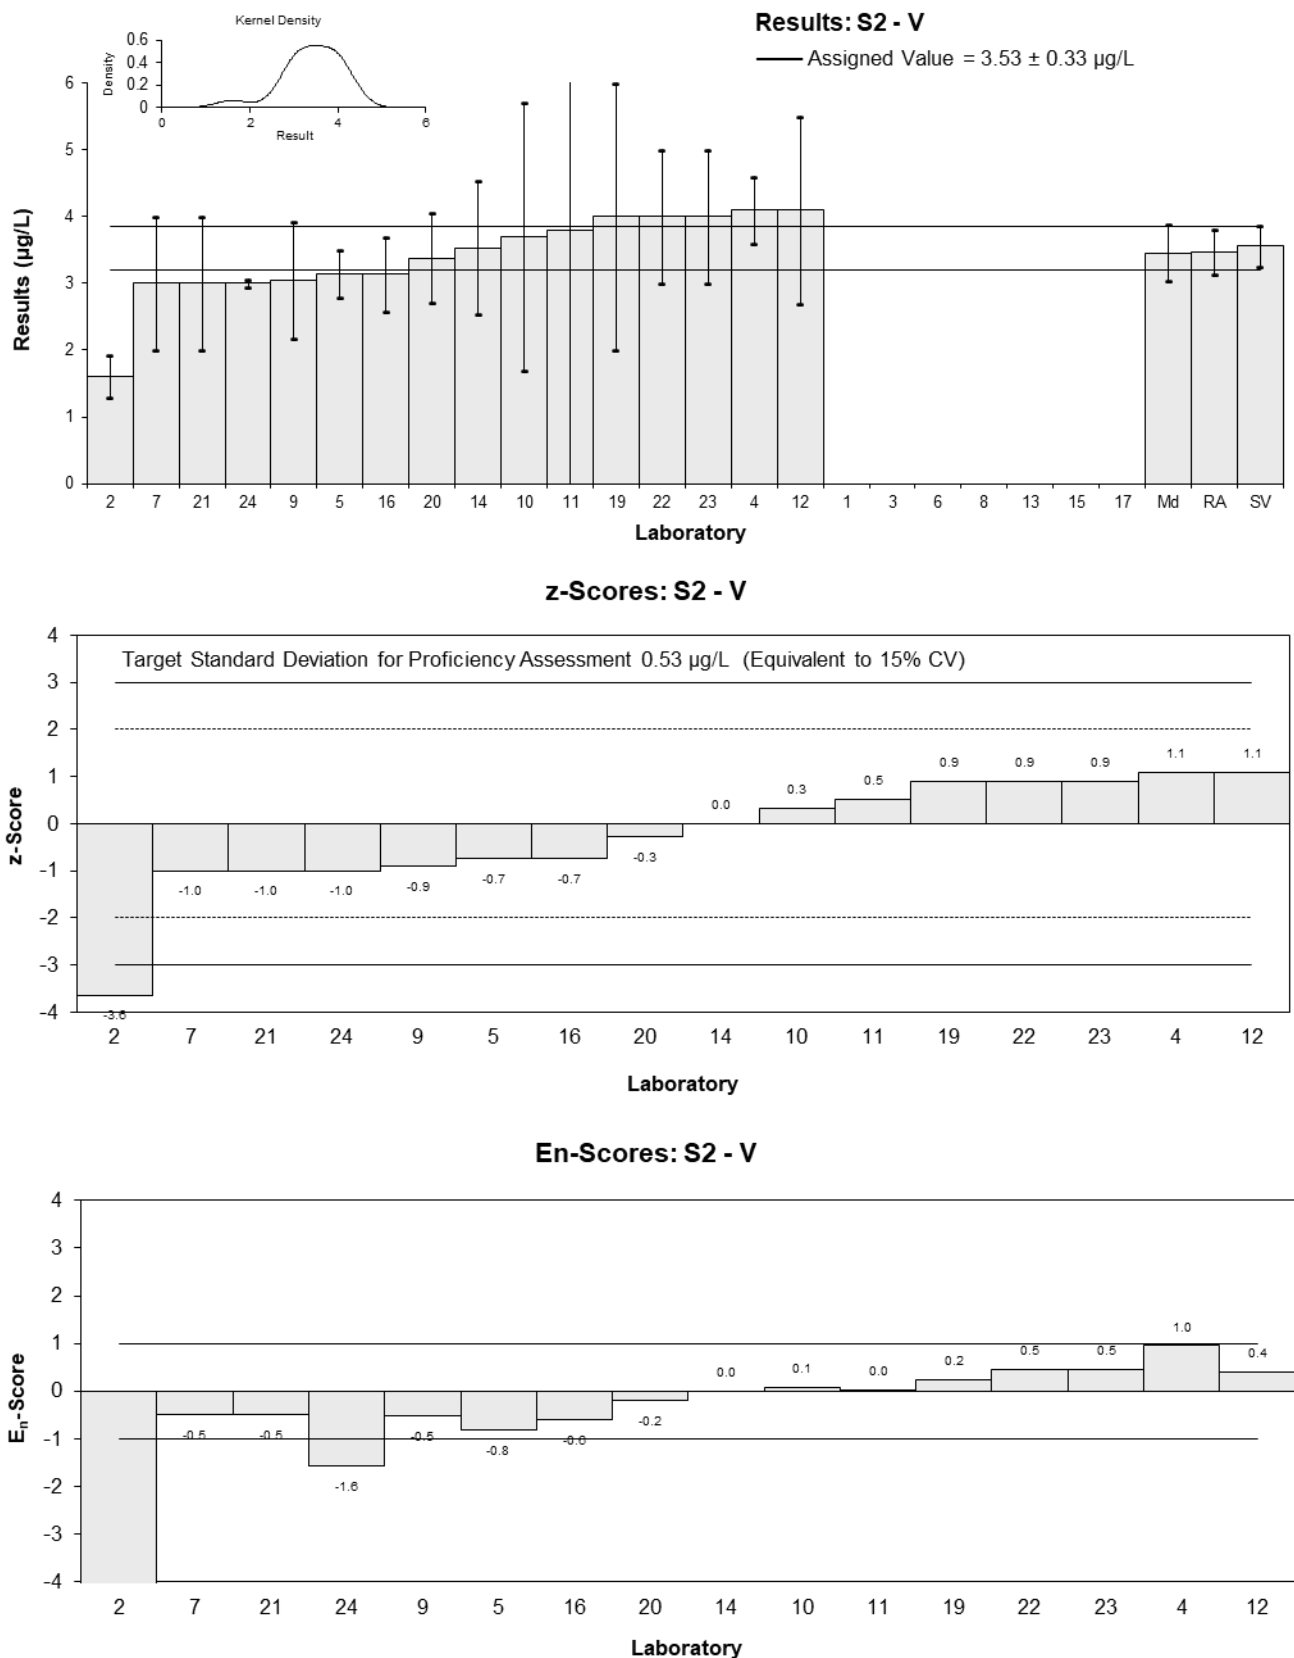 Kernel Density
Density
0.6
0.4
0.2
0
0 2 4 6
Result
Results: S2 - V
Assigned Value = 3.53 ± 0.33 µg/L
Results (µg/L)
6
5
4
3
2
1
0
2 7 21 24 9 5 16 20 14 10 11 19 22 23 4 12 1 3 6 8 13 15 17 Md RA SV
Laboratory
z-Scores: S2 - V
Target Standard Deviation for Proficiency Assessment 0.53 µg/L (Equivalent to 15% CV)
z-Score
4
3
2
1
0
-1
-2
-3
-4
-3.6 -1.0 -1.0 -1.0 -0.9 -0.7 -0.7 -0.3 0.0 0.3 0.5 0.9 0.9 0.9 1.1 1.1
2 7 21 24 9 5 16 20 14 10 11 19 22 23 4 12
Laboratory
En-Scores: S2 - V
En-Score
4
3
2
1
0
-1
-2
-3
-4
-0.5 -0.5 -1.6 -0.5 -0.8 -0.6 -0.2 0.0 0.1 0.0 0.2 0.5 0.5 1.0 0.4
2 7 21 24 9 5 16 20 14 10 11 19 22 23 4 12
Laboratory